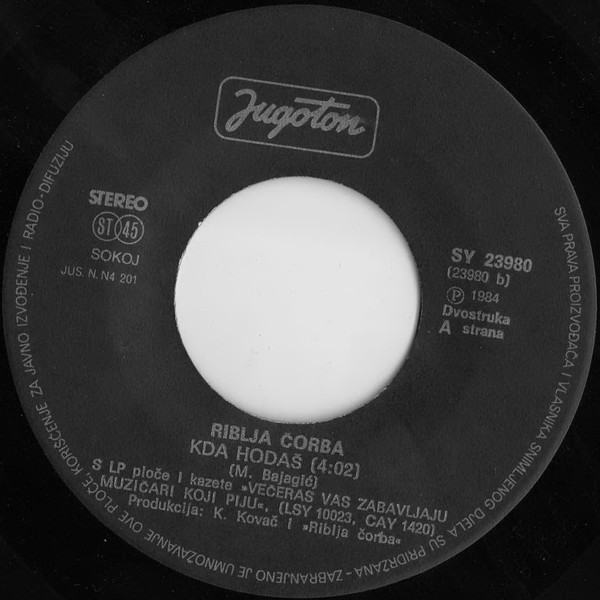 Jugoton
STEREO
ST 45
SOKOJ
JUS. N. N4 201
SY 23980
(23980 b)
Ⓟ 1984
Dvostruka
A strana
RIBLJA ČORBA
KDA HODAŠ (4:02)
(M. Bajagić)
S LP ploče i kazete »VEČERAS VAS ZABAVLJAJU
MUZIČARI KOJI PIJU«, (LSY 10023, CAY 1420)
Produkcija: K. Kovač i »Riblja čorba«
SVA PRAVA PROIZVOĐAČA I VLASNIKA SNIMLJENOG DJELA SU PRIDRŽANA - ZABRANJENO JE UMNOŽAVANJE OVE PLOČE KORIŠĆENJE ZA JAVNO IZVOĐENJE I RADIO-DIFUZIJU